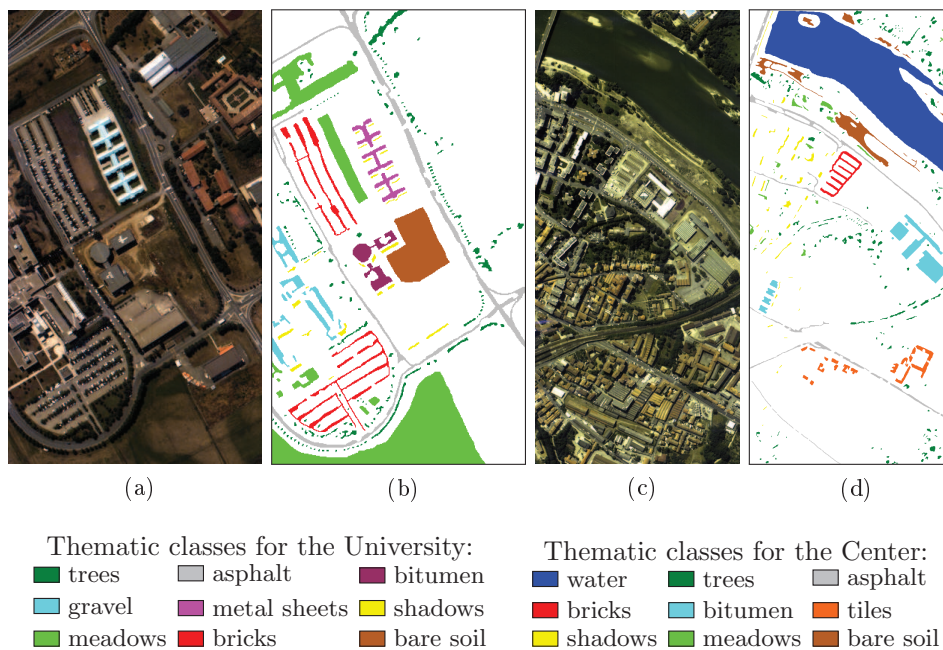 (a) (b) (c) (d)
Thematic classes for the University:
trees asphalt bitumen
gravel metal sheets shadows
meadows bricks bare soil
Thematic classes for the Center:
water trees asphalt
bricks bitumen tiles
shadows meadows bare soil